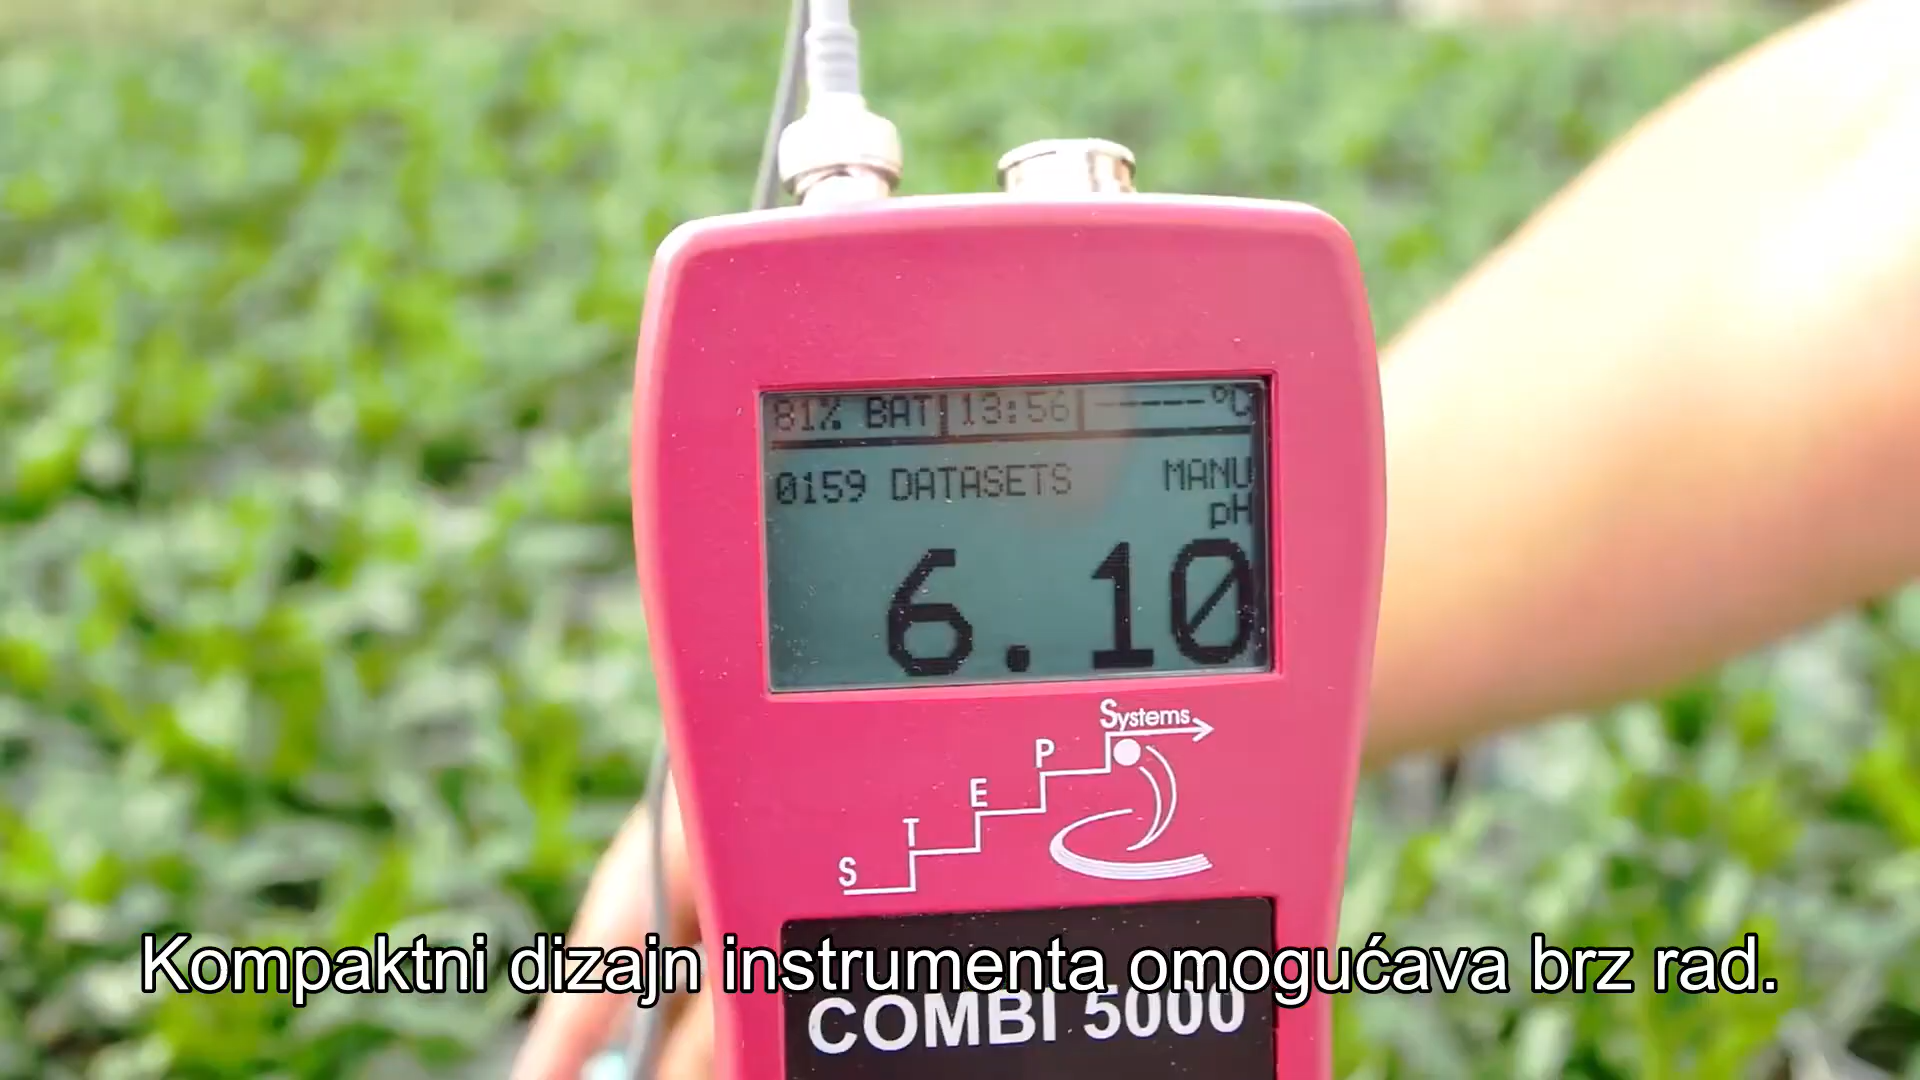 81% BAT 13:56 -----°C
0159 DATASETS MANU
pH
6.10
Systems
P
E
T
S
Kompaktni dizajn instrumenta omogućava brz rad.
COMBI 5000